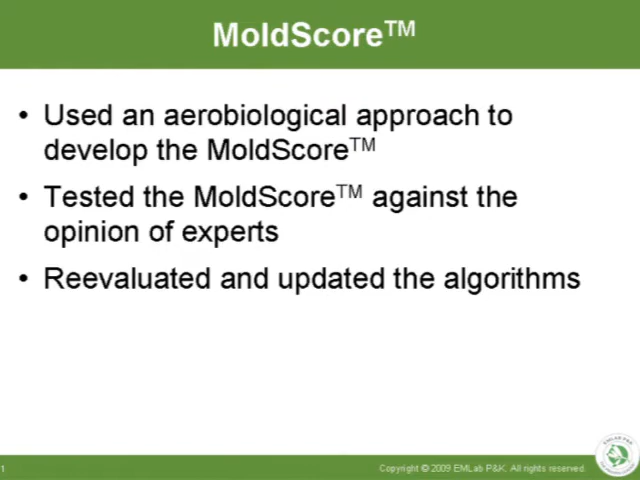 MoldScore™
• Used an aerobiological approach to
develop the MoldScore™
• Tested the MoldScore™ against the
opinion of experts
• Reevaluated and updated the algorithms
1
Copyright © 2009 EMLab P&K. All rights reserved.
EMLAB P&K